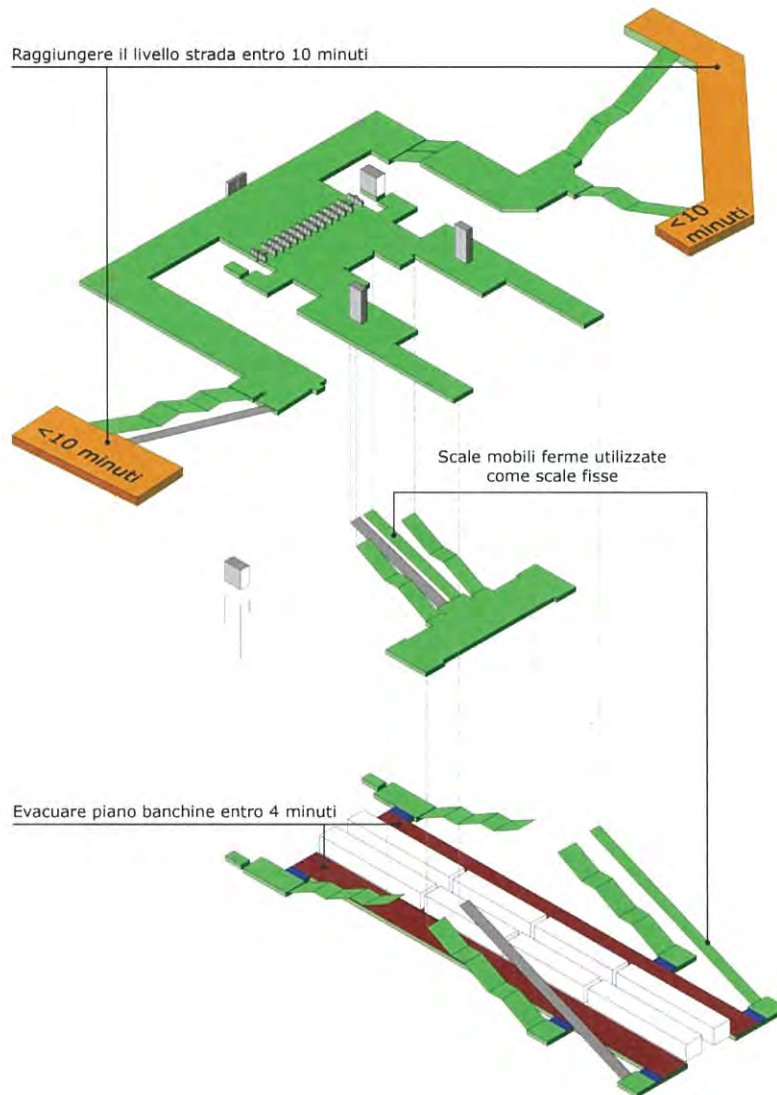 Raggiungere il livello strada entro 10 minuti
<10
minuti
<10 minuti
Scale mobili ferme utilizzate
come scale fisse
Evacuare piano banchine entro 4 minuti